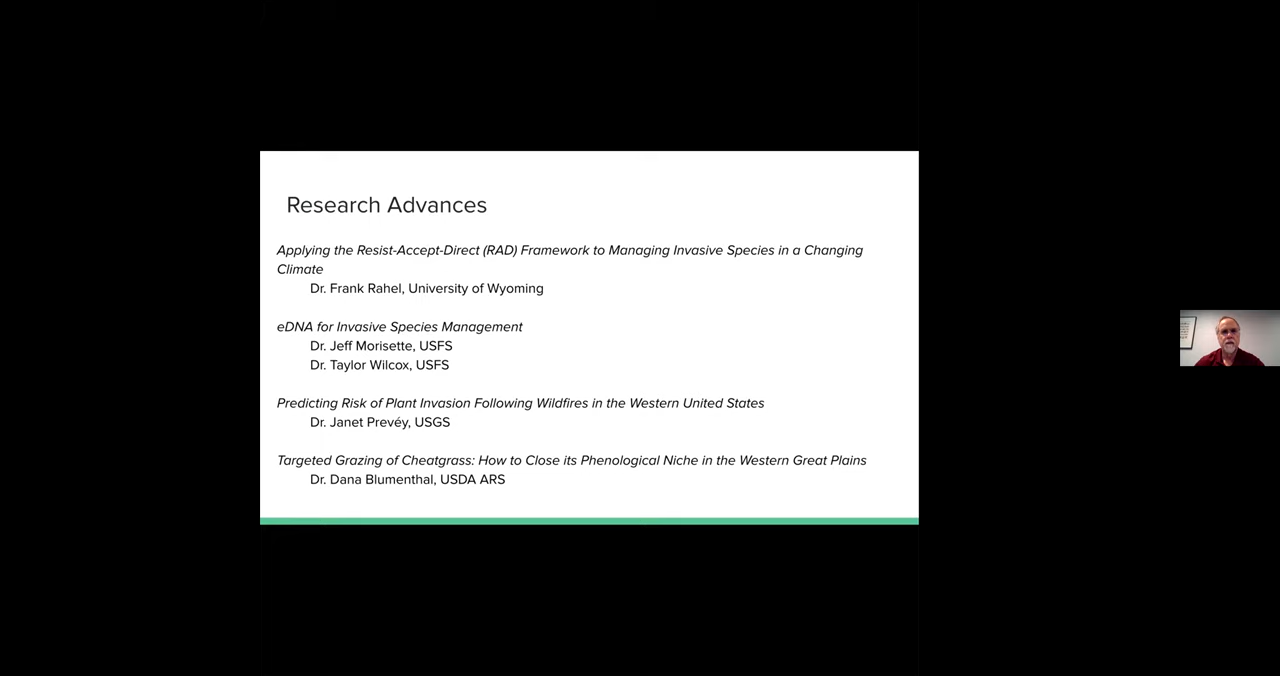 Research Advances
Applying the Resist-Accept-Direct (RAD) Framework to Managing Invasive Species in a Changing
Climate
Dr. Frank Rahel, University of Wyoming
eDNA for Invasive Species Management
Dr. Jeff Morisette, USFS
Dr. Taylor Wilcox, USFS
Predicting Risk of Plant Invasion Following Wildfires in the Western United States
Dr. Janet Prevéy, USGS
Targeted Grazing of Cheatgrass: How to Close its Phenological Niche in the Western Great Plains
Dr. Dana Blumenthal, USDA ARS